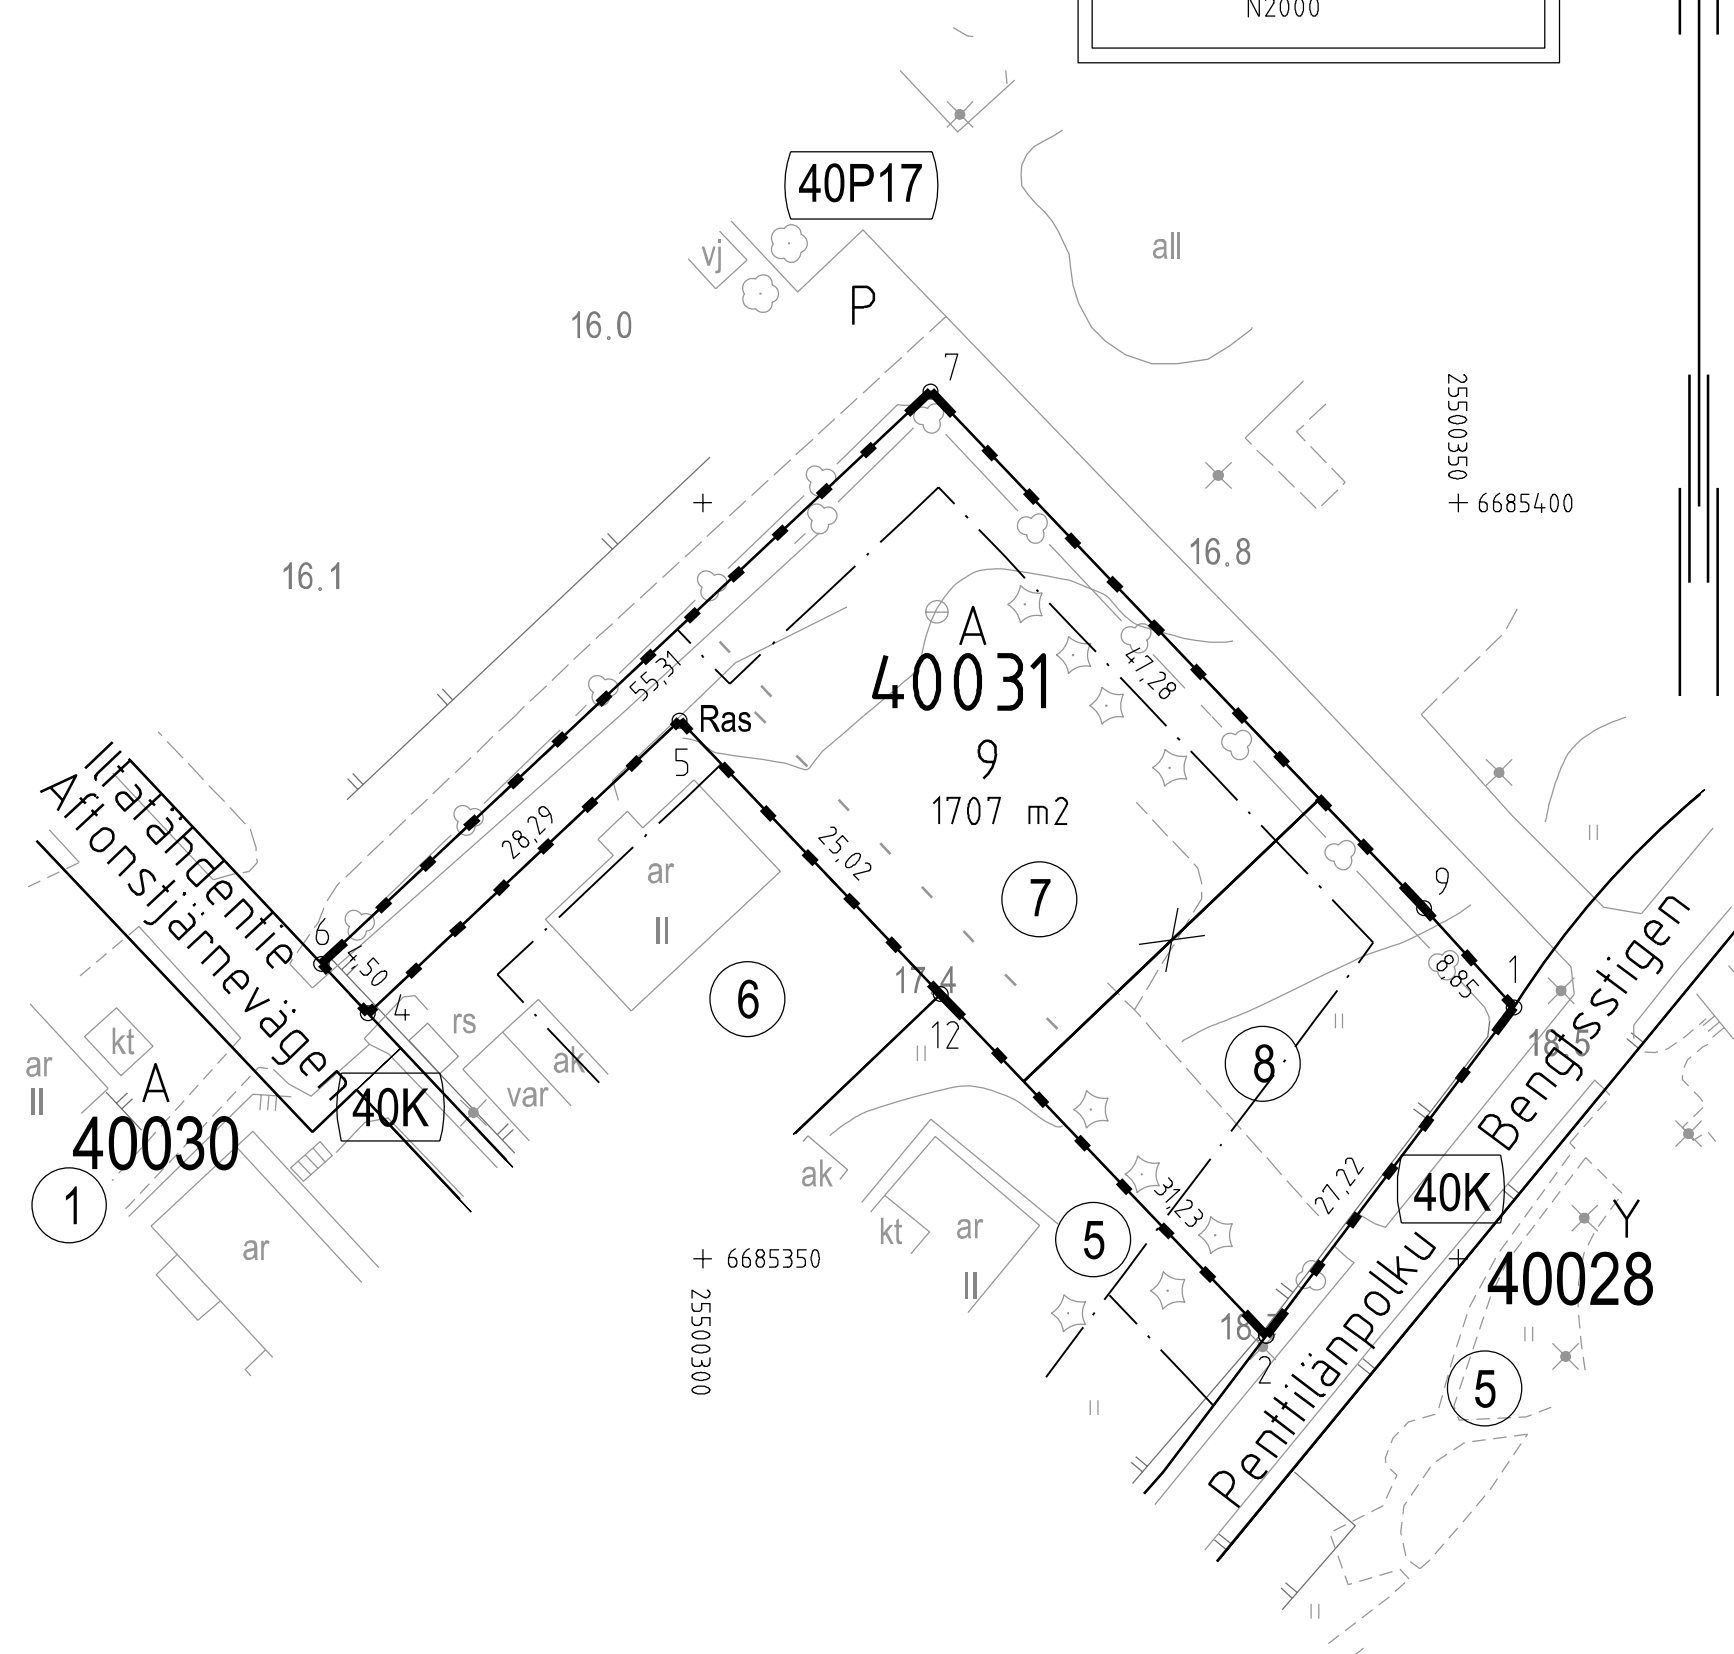 N2000
40P17
vj
all
P
16.0
7
25500350
6685400
16.8
16.1
A
40031
55,31
47,28
Ras
9
5
1707 m2
28,29
25,02
ar
II
7
9
Iltatähdentie
Aftonstjärnevägen
6
4,50
4
17.4
6
8,85
1
12
rs
kt
ar
II
ak
var
8
18.5
Bengtsstigen
A
40030
40K
1
ak
31,23
27,22
40K
kt
ar
II
5
Y
40028
ar
6685350
25500300
2
Penttilänpolku
5